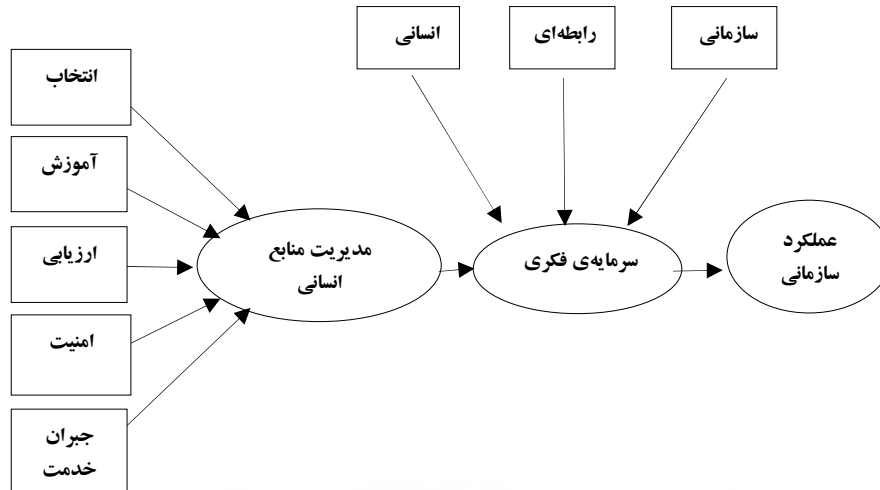 سازمانی
رابطه‌ای
انسانی
انتخاب
آموزش
ارزیابی
امنیت
جبران
خدمت
مدیریت منابع
انسانی
سرمایه‌ی فکری
عملکرد
سازمانی